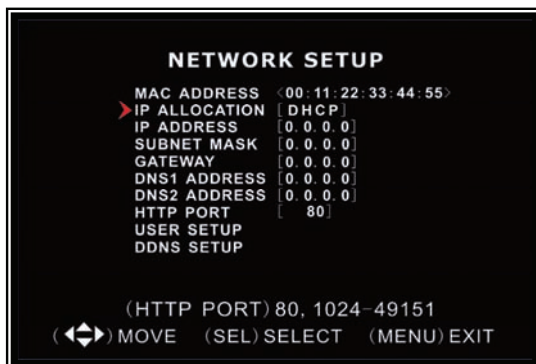 NETWORK SETUP
MAC ADDRESS <00:11:22:33:44:55>
IP ALLOCATION [DHCP]
IP ADDRESS [0.0.0.0]
SUBNET MASK [0.0.0.0]
GATEWAY [0.0.0.0]
DNS1 ADDRESS [0.0.0.0]
DNS2 ADDRESS [0.0.0.0]
HTTP PORT [ 80]
USER SETUP
DDNS SETUP
(HTTP PORT) 80, 1024-49151
( ) MOVE (SEL) SELECT (MENU) EXIT